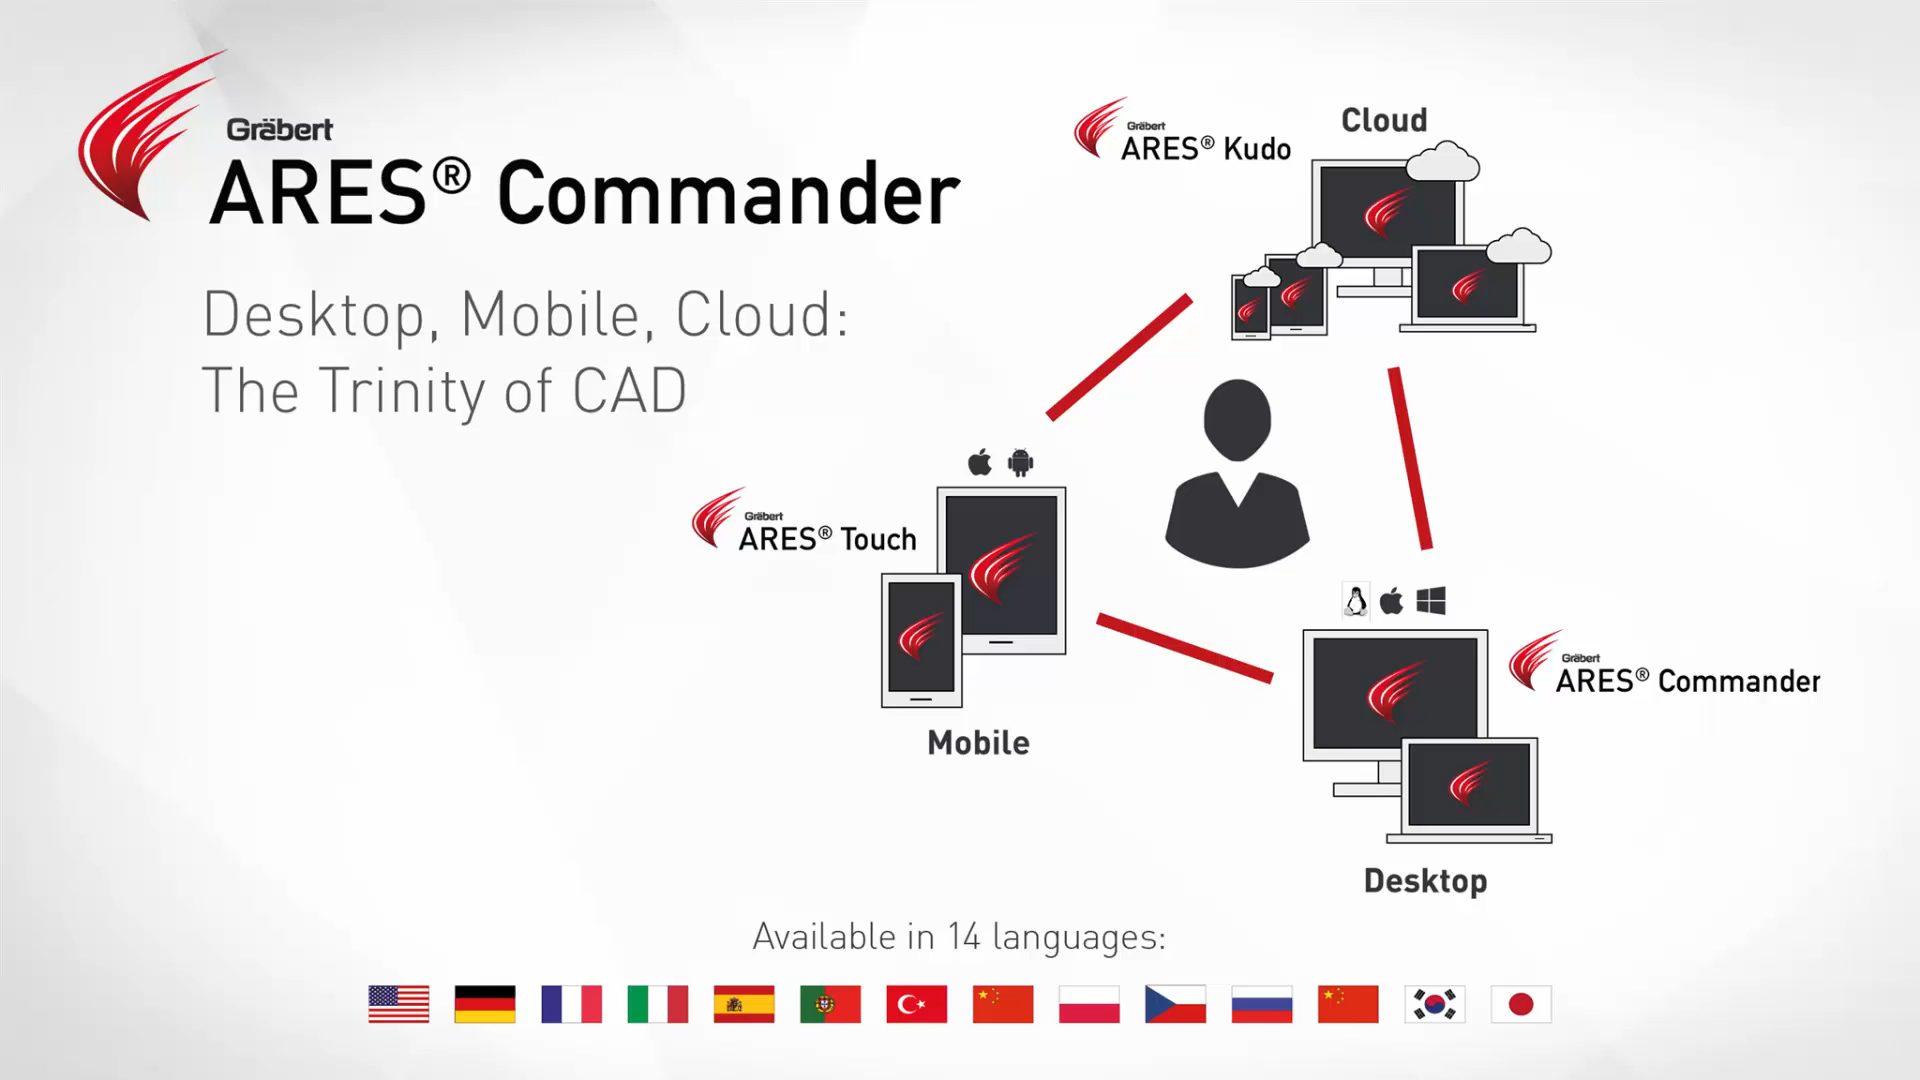 Gräbert
ARES® Commander
Desktop, Mobile, Cloud:
The Trinity of CAD
Cloud
Gräbert
ARES® Kudo
Gräbert
ARES® Touch
Mobile
Gräbert
ARES® Commander
Desktop
Available in 14 languages: